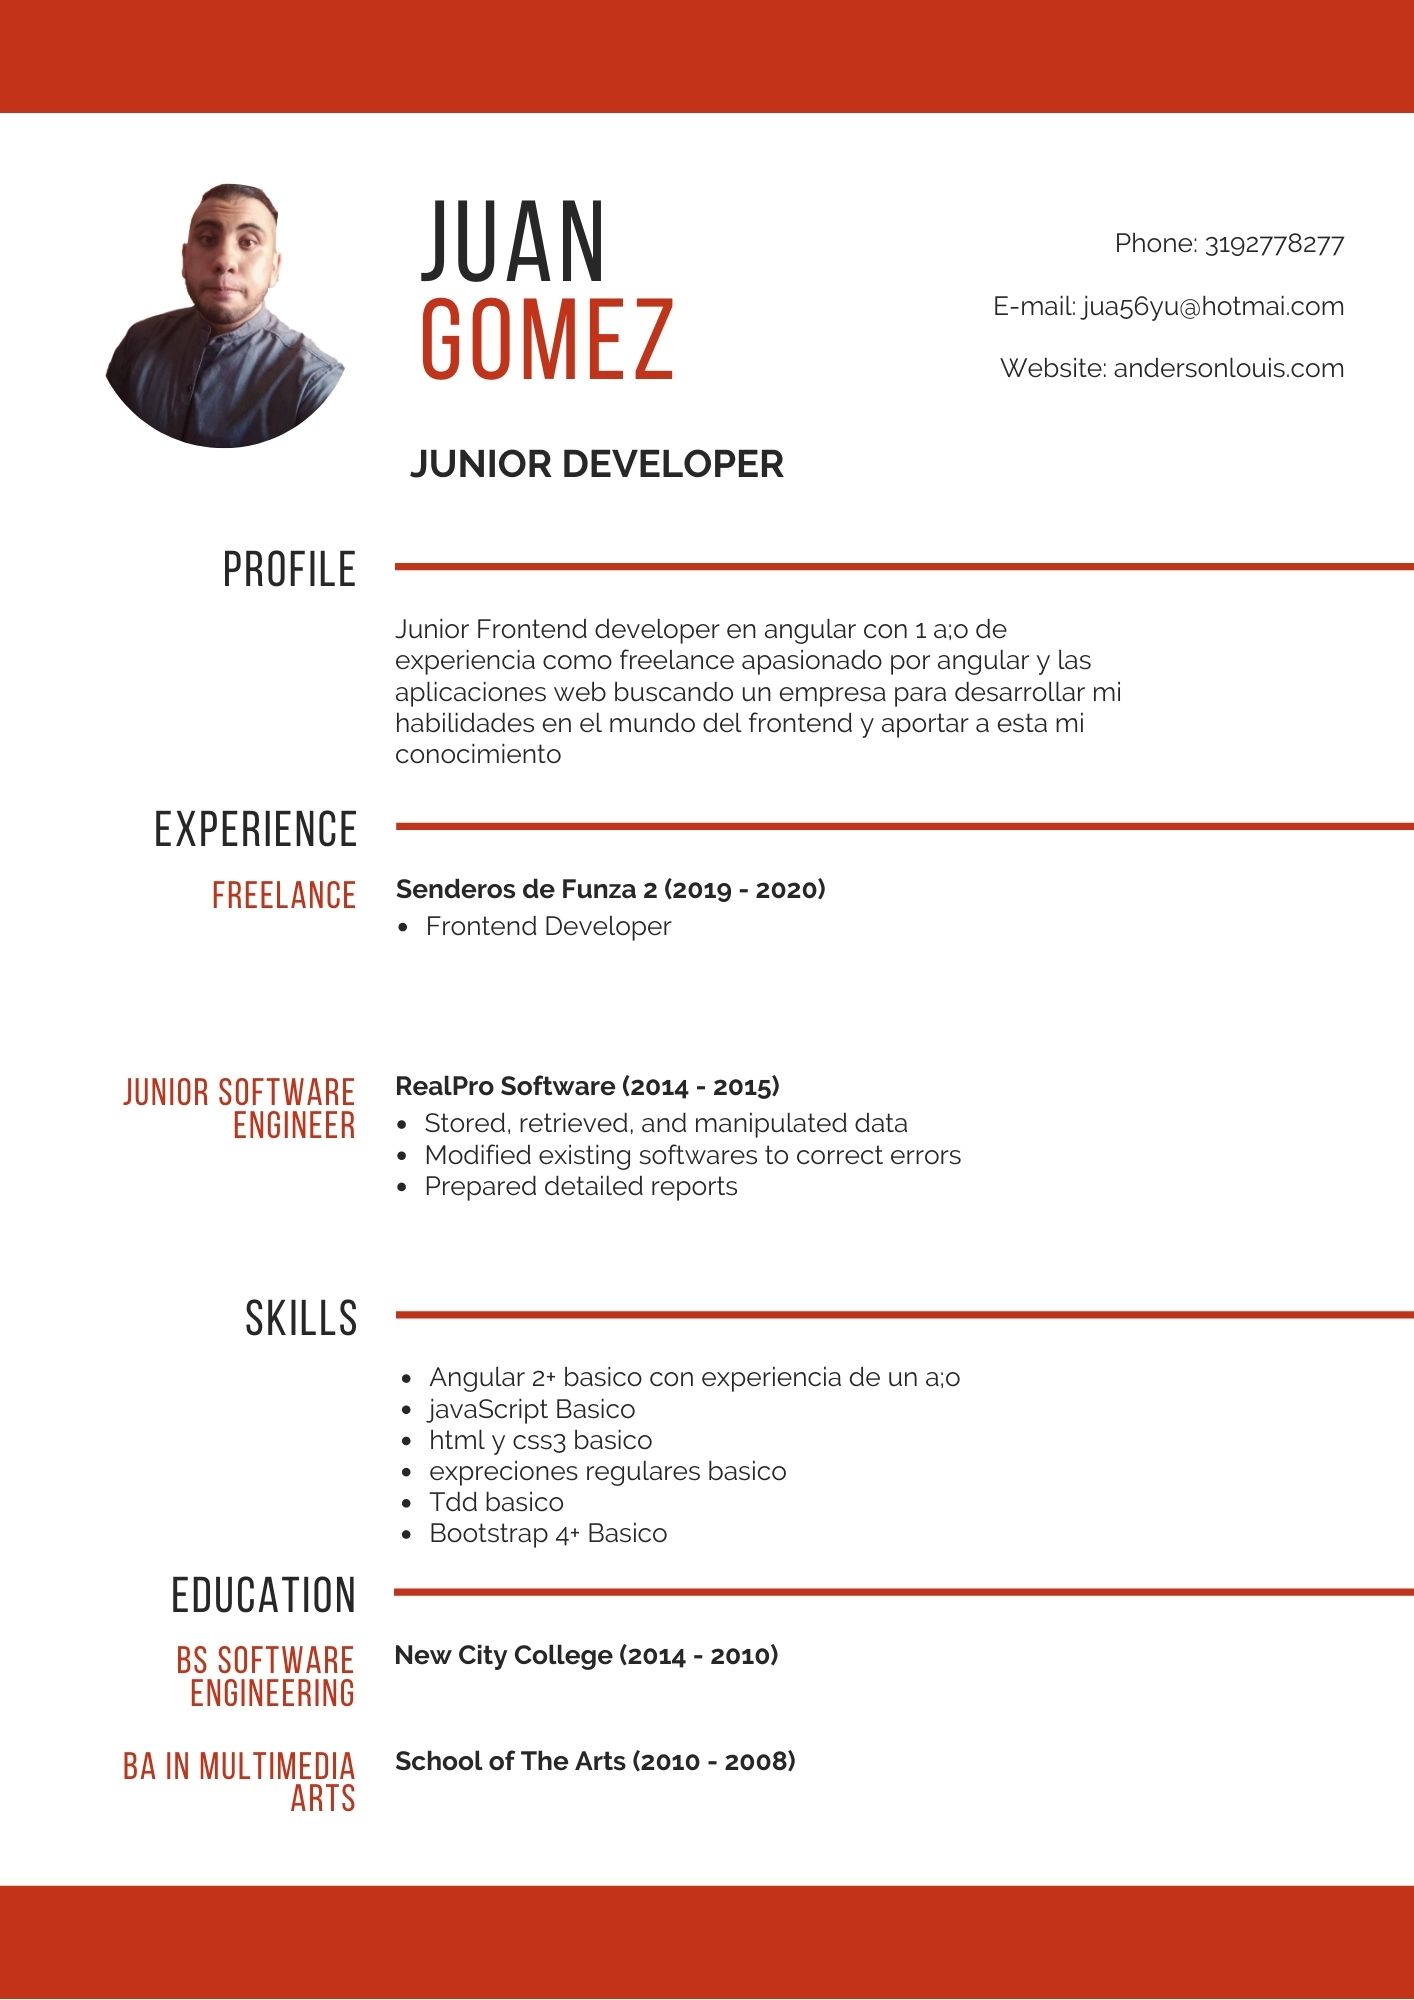 JUAN
GOMEZ
JUNIOR DEVELOPER
Phone: 3192778277
E-mail: jua56yu@hotmai.com
Website: andersonlouis.com
PROFILE
Junior Frontend developer en angular con 1 a;o de
experiencia como freelance apasionado por angular y las
aplicaciones web buscando un empresa para desarrollar mi
habilidades en el mundo del frontend y aportar a esta mi
conocimiento
EXPERIENCE
FREELANCE
Senderos de Funza 2 (2019 - 2020)
• Frontend Developer
JUNIOR SOFTWARE
ENGINEER
RealPro Software (2014 - 2015)
• Stored, retrieved, and manipulated data
• Modified existing softwares to correct errors
• Prepared detailed reports
SKILLS
• Angular 2+ basico con experiencia de un a;o
• javaScript Basico
• html y css3 basico
• expreciones regulares basico
• Tdd basico
• Bootstrap 4+ Basico
EDUCATION
BS SOFTWARE
ENGINEERING
New City College (2014 - 2010)
BA IN MULTIMEDIA
ARTS
School of The Arts (2010 - 2008)